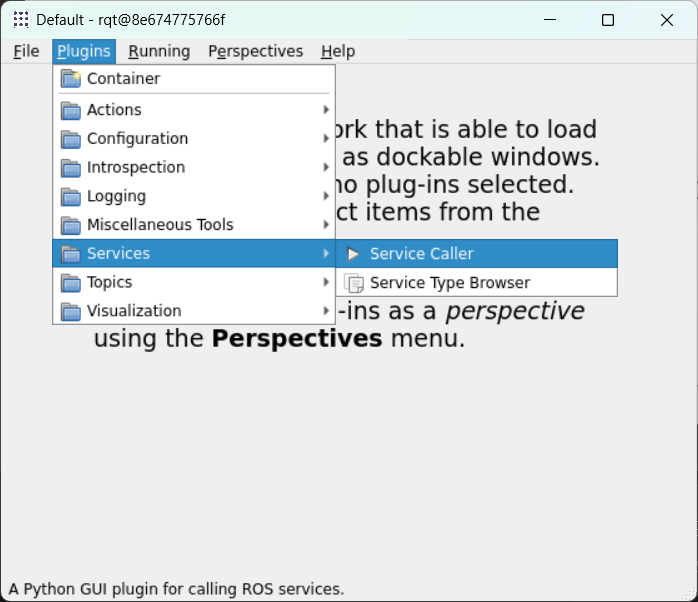 Default - rqt@8e674775766f
File Plugins Running Perspectives Help
Container
Actions
Configuration
Introspection
Logging
Miscellaneous Tools
Services
Topics
Visualization
Service Caller
Service Type Browser
that is able to load
as dockable windows.
no plug-ins selected.
items from the
-ins as a perspective
using the Perspectives menu.
A Python GUI plugin for calling ROS services.